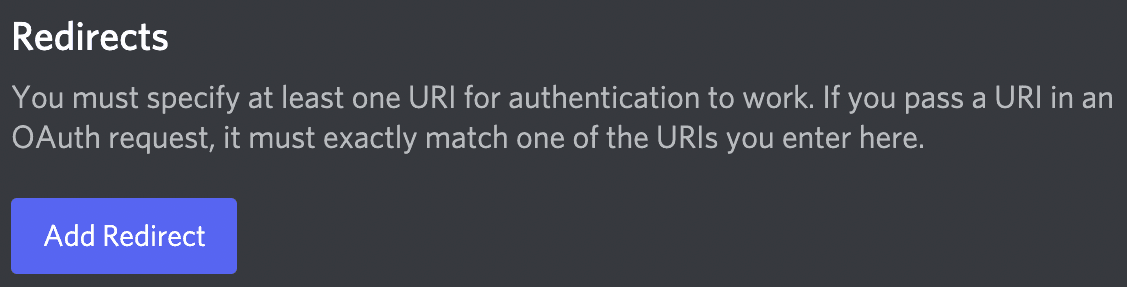 Redirects
You must specify at least one URI for authentication to work. If you pass a URI in an
OAuth request, it must exactly match one of the URIs you enter here.
Add Redirect